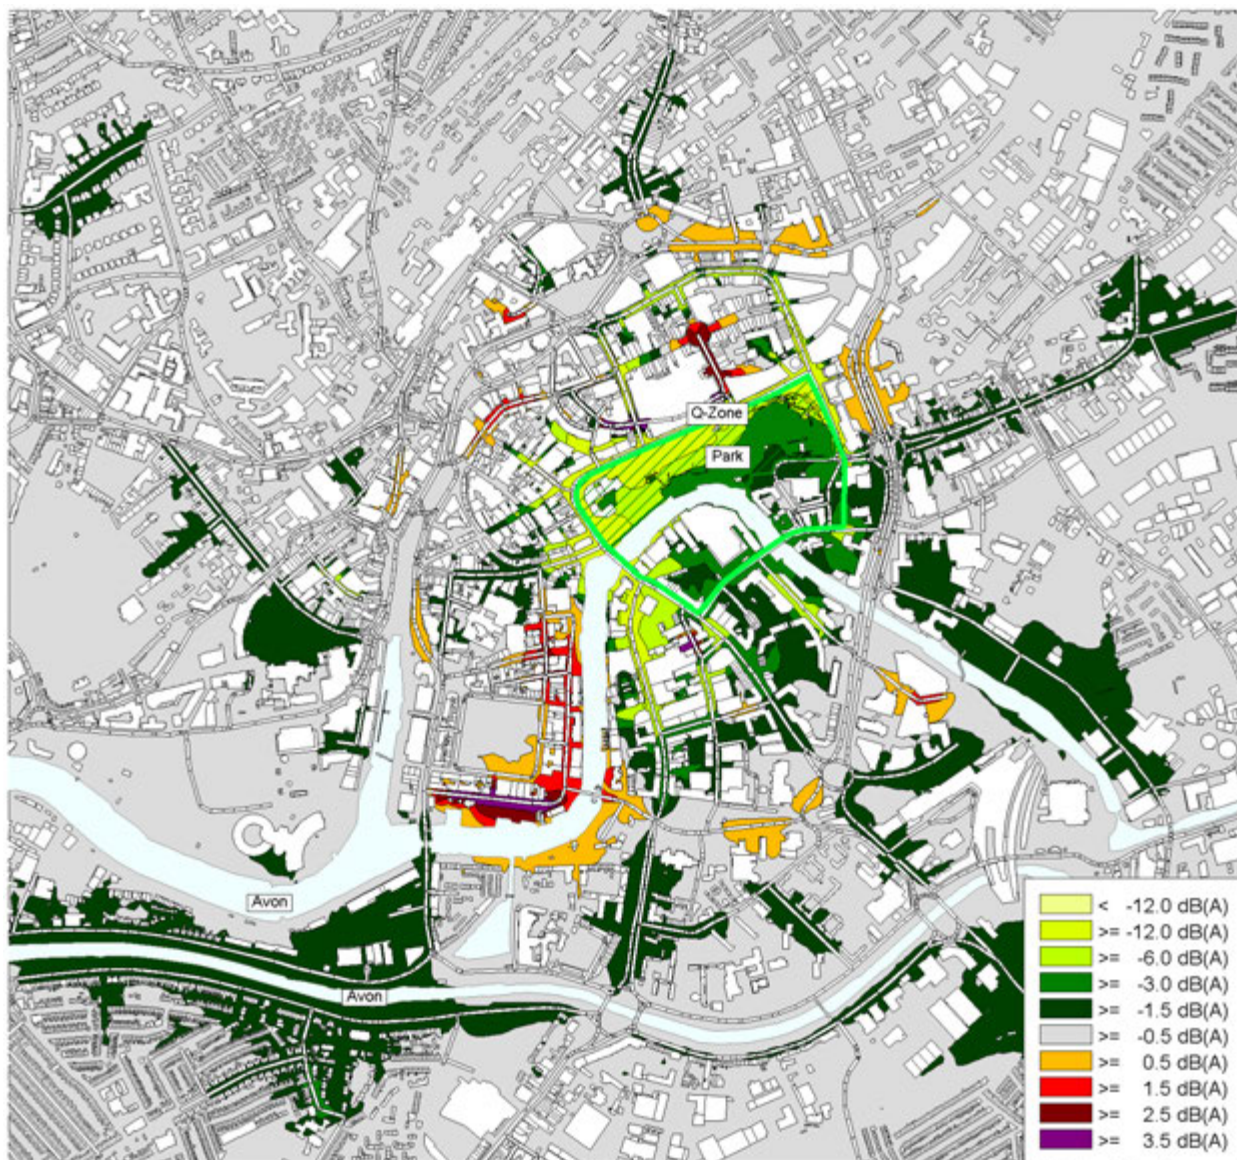 Q-Zone
Park
Avon
Avon
< -12.0 dB(A)
>= -12.0 dB(A)
>= -6.0 dB(A)
>= -3.0 dB(A)
>= -1.5 dB(A)
>= -0.5 dB(A)
>= 0.5 dB(A)
>= 1.5 dB(A)
>= 2.5 dB(A)
>= 3.5 dB(A)